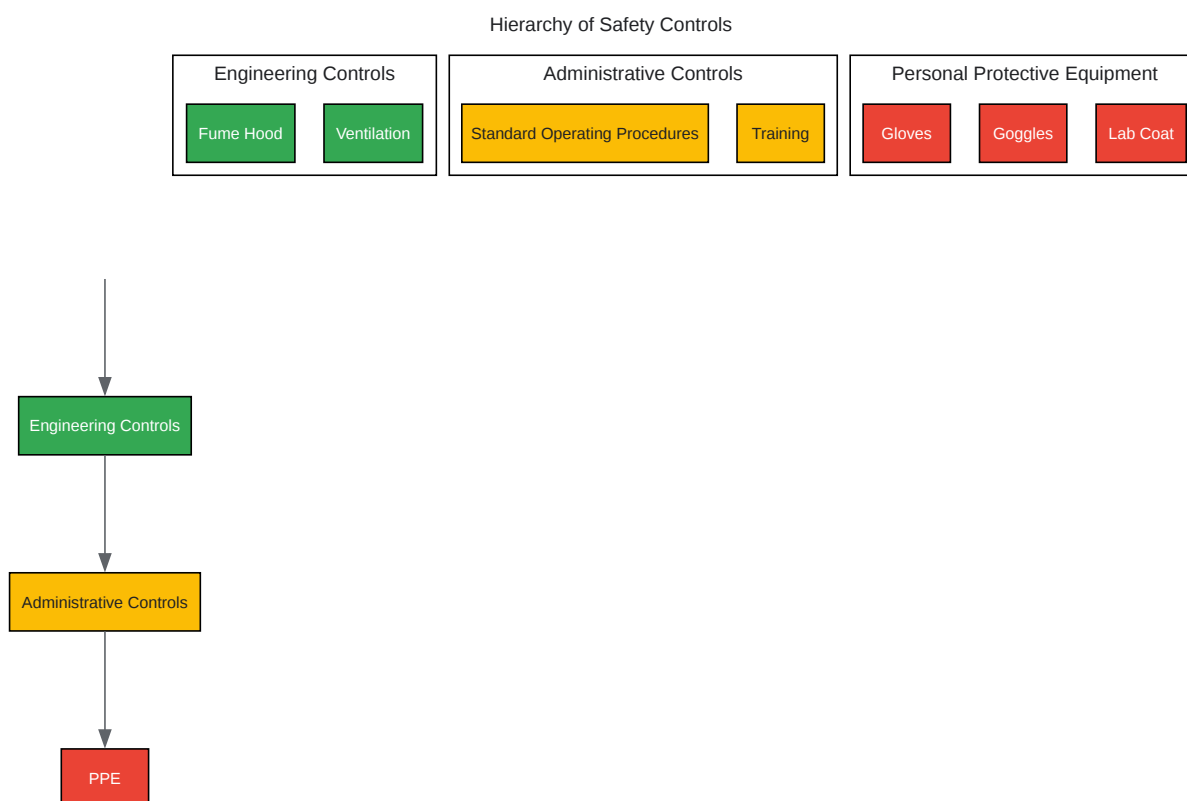 Hierarchy of Safety Controls
Engineering Controls
Fume Hood
Ventilation
Administrative Controls
Standard Operating Procedures
Training
Personal Protective Equipment
Gloves
Goggles
Lab Coat
Engineering Controls
Administrative Controls
PPE